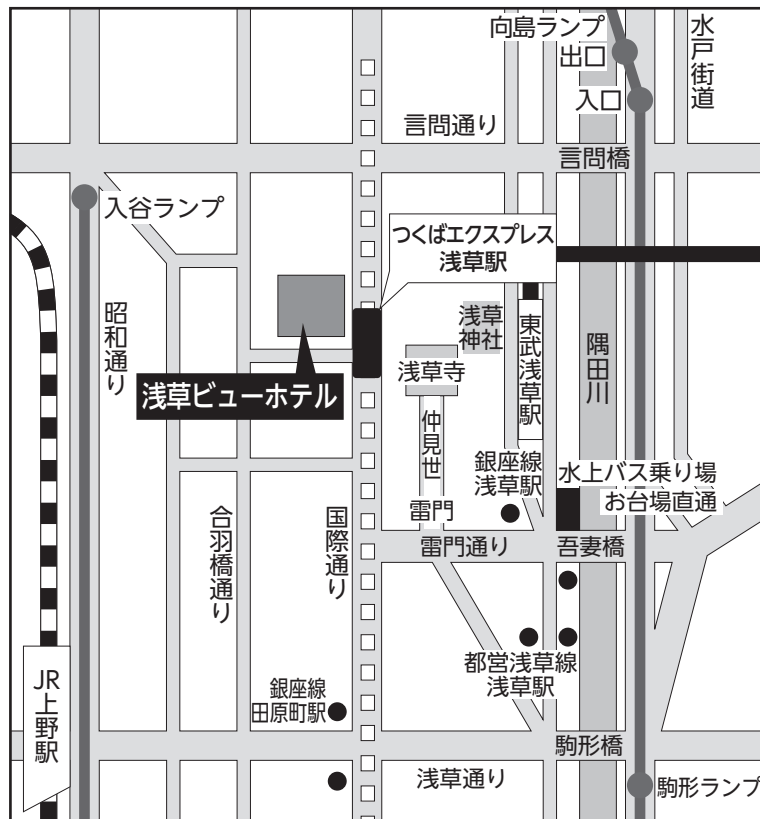 向島ランプ
出口
水戸街道
入口
言問通り
言問橋
入谷ランプ
つくばエクスプレス
浅草駅
昭和通り
浅草
神社
東武浅草駅
隅田川
浅草寺
浅草ビューホテル
仲見世
銀座線
浅草駅
水上バス乗り場
お台場直通
雷門
合羽橋通り
国際通り
雷門通り
吾妻橋
都営浅草線
浅草駅
JR上野駅
銀座線
田原町駅
駒形橋
浅草通り
駒形ランプ